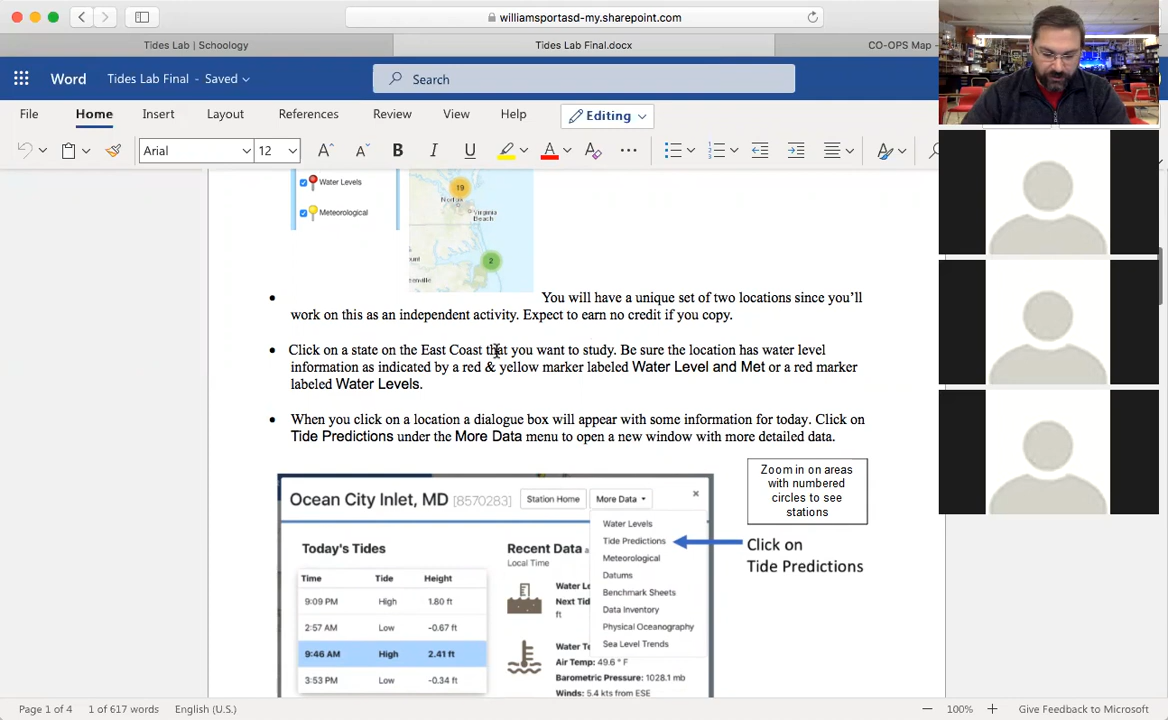 williamsportasd-my.sharepoint.com
Tides Lab | Schoology
Tides Lab Final.docx
CO-OPS Map -
Word
Tides Lab Final - Saved
Search
File
Home
Insert
Layout
References
Review
View
Help
Editing
Arial
12
B
I
U
A
Water Levels
Meteorological
19
Norfolk
Virginia
Beach
2
You will have a unique set of two locations since you'll
work on this as an independent activity. Expect to earn no credit if you copy.
Click on a state on the East Coast that you want to study. Be sure the location has water level
information as indicated by a red & yellow marker labeled Water Level and Met or a red marker
labeled Water Levels.
When you click on a location a dialogue box will appear with some information for today. Click on
Tide Predictions under the More Data menu to open a new window with more detailed data.
Zoom in on areas
with numbered
circles to see
stations
Click on
Tide Predictions
Ocean City Inlet, MD [8570283]
Station Home
More Data
×
Water Levels
Tide Predictions
Meteorological
Datums
Benchmark Sheets
Data Inventory
Physical Oceanography
Sea Level Trends
Today's Tides
Time Tide Height
9:09 PM High 1.80 ft
2:57 AM Low -0.67 ft
9:46 AM High 2.41 ft
3:53 PM Low -0.34 ft
Recent Data
Local Time
Water Le
Next Tid
ft
Water Te
Air Temp: 49.6 ° F
Barometric Pressure: 1028.1 mb
Winds: 5.4 kts from ESE
Page 1 of 4
1 of 617 words
English (U.S.)
100%
Give Feedback to Microsoft